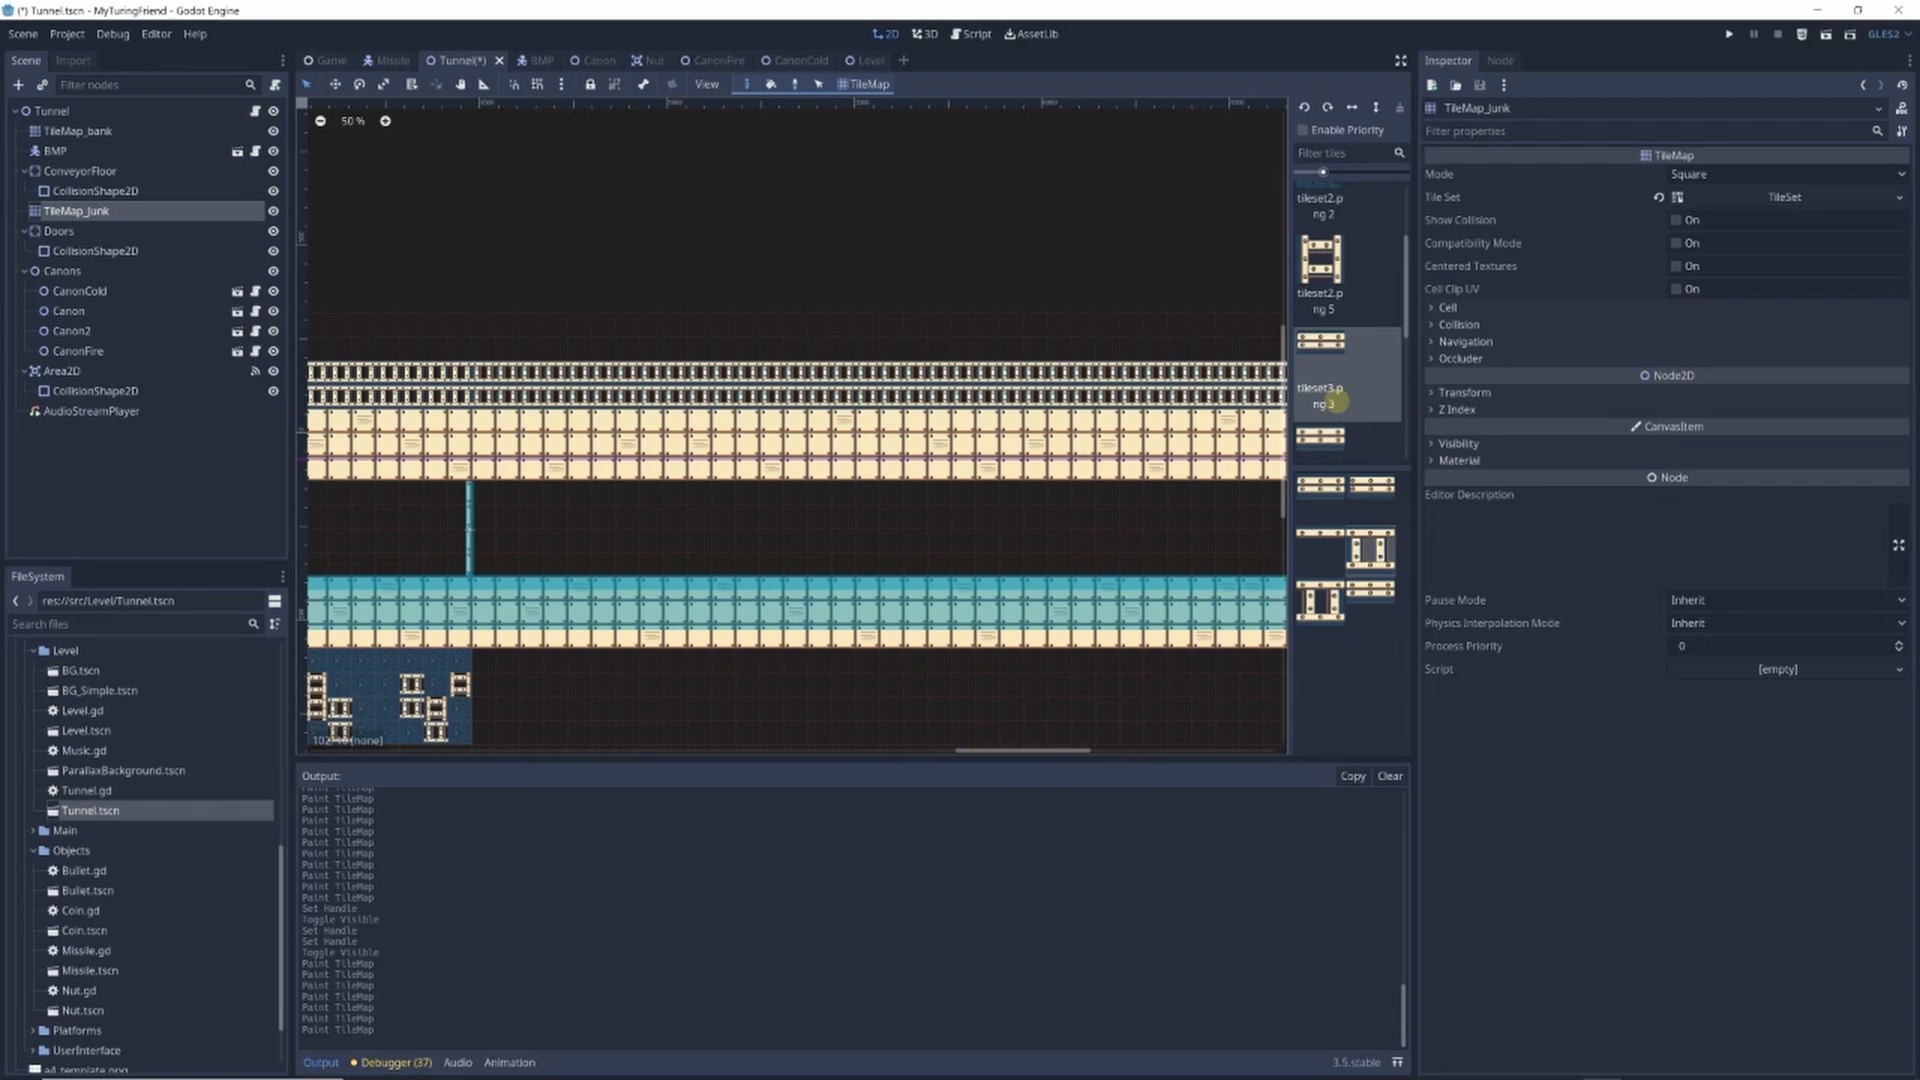 (*) Tunnel.tscn - MyTuringFriend - Godot Engine
Scene Project Debug Editor Help
2D 3D Script AssetLib
GLES2
Scene Import
Filter nodes
Tunnel
TileMap_bank
BMP
ConveyorFloor
CollisionShape2D
TileMap_Junk
Doors
CollisionShape2D
Canons
CanonCold
Canon
Canon2
CanonFire
Area2D
CollisionShape2D
AudioStreamPlayer
FileSystem
res://src/Level/Tunnel.tscn
Search files
Level
BG.tscn
BG_Simple.tscn
Level.gd
Level.tscn
Music.gd
ParallaxBackground.tscn
Tunnel.gd
Tunnel.tscn
Main
Objects
Bullet.gd
Bullet.tscn
Coin.gd
Coin.tscn
Missile.gd
Missile.tscn
Nut.gd
Nut.tscn
Platforms
UserInterface
a4_template.png
Game Missile Tunnel(*) BMP Canon Nut CanonFire CanonCold Level
View TileMap
50 %
Enable Priority
Filter tiles
tileset2.p
ng 2
tileset2.p
ng 5
tileset3.p
ng 3
Output:
Copy Clear
Paint TileMap
Paint TileMap
Paint TileMap
Paint TileMap
Paint TileMap
Paint TileMap
Paint TileMap
Paint TileMap
Paint TileMap
Paint TileMap
Paint TileMap
Set Handle
Toggle Visible
Set Handle
Set Handle
Toggle Visible
Paint TileMap
Paint TileMap
Paint TileMap
Paint TileMap
Paint TileMap
Paint TileMap
Paint TileMap
Output Debugger (37) Audio Animation
3.5.stable
Inspector Node
TileMap_Junk
Filter properties
TileMap
Mode Square
Tile Set TileSet
Show Collision On
Compatibility Mode On
Centered Textures On
Cell Clip UV On
Cell
Collision
Navigation
Occluder
Node2D
Transform
Z Index
CanvasItem
Visibility
Material
Node
Editor Description
Pause Mode Inherit
Physics Interpolation Mode Inherit
Process Priority 0
Script [empty]